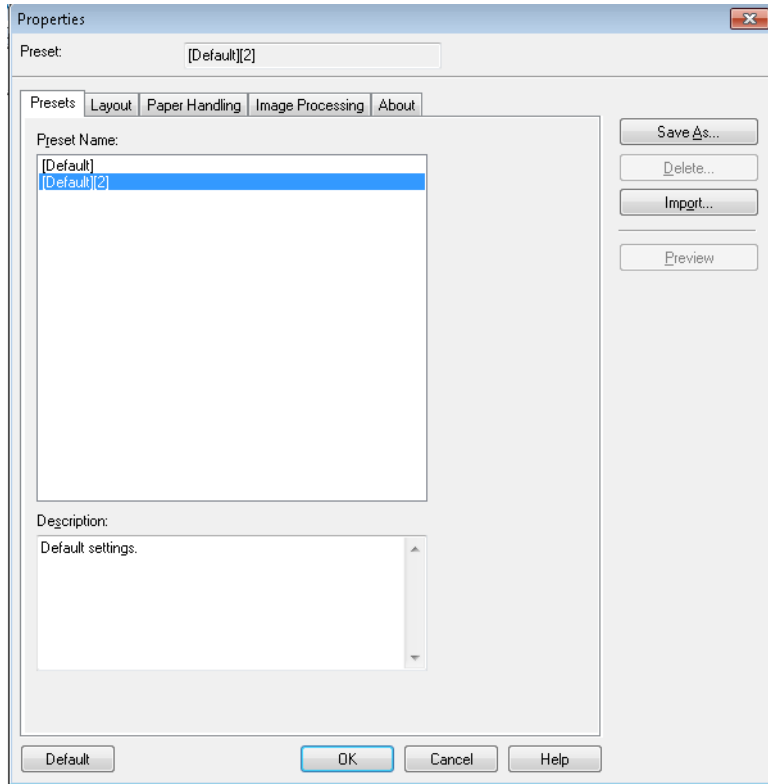 Properties
Preset: [Default][2]
Presets Layout Paper Handling Image Processing About
Preset Name:
[Default]
[Default][2]
Save As...
Delete...
Import...
Preview
Description:
Default settings.
Default OK Cancel Help